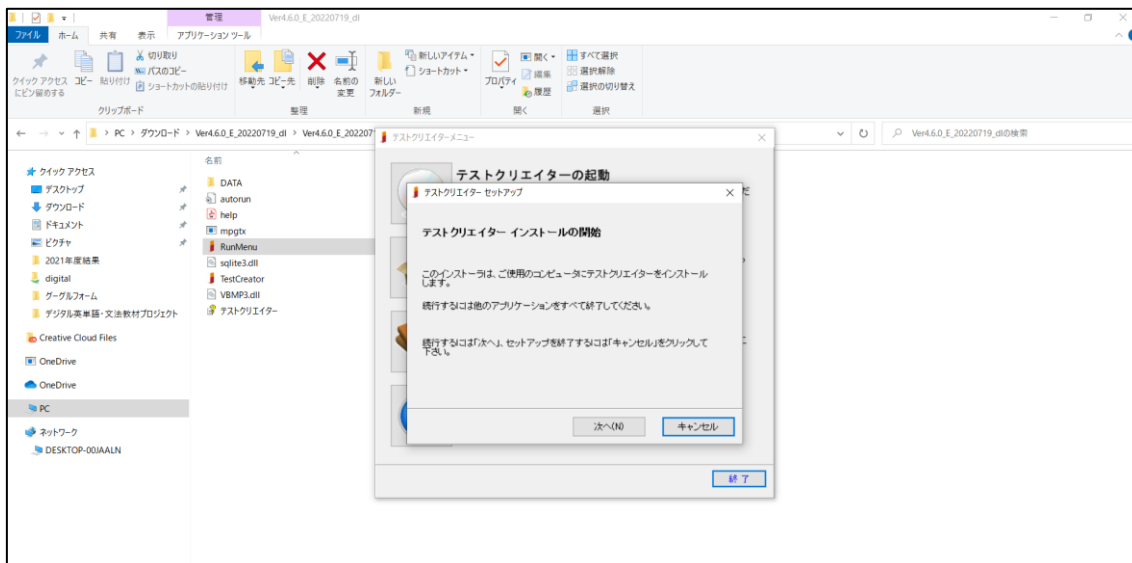 管理
Ver4.6.0_E_20220719_dl
ファイル ホーム 共有 表示 アプリケーション ツール
クイック アクセス
にピン留めする
コピー
貼り付け
切り取り
パスのコピー
ショートカットの貼り付け
移動先
コピー先
削除
名前の
変更
新しい
フォルダー
新しいアイテム
ショートカット
プロパティ
開く
編集
履歴
すべて選択
選択解除
選択の切り替え
クリップボード 整理 新規 開く 選択
PC > ダウンロード > Ver4.6.0_E_20220719_dl > Ver4.6.0_E_20220
Ver4.6.0_E_20220719_dlの検索
クイック アクセス
デスクトップ
ダウンロード
ドキュメント
ピクチャ
2021年度結果
digital
グーグルフォーム
デジタル英単語・文法教材プロジェクト
Creative Cloud Files
OneDrive
OneDrive
PC
ネットワーク
DESKTOP-00JAALN
名前
DATA
autorun
help
mpgtx
RunMenu
sqlite3.dll
TestCreator
VBMP3.dll
テストクリエイター
テストクリエイターメニュー
テストクリエイターの起動
テストクリエイター セットアップ
テストクリエイター インストールの開始
このインストーラは、ご使用のコンピュータにテストクリエイターをインストール
します。
続行するには他のアプリケーションをすべて終了してください。
続行するには「次へ」、セットアップを終了するには「キャンセル」をクリックして
下さい。
次へ(N)
キャンセル
終 了